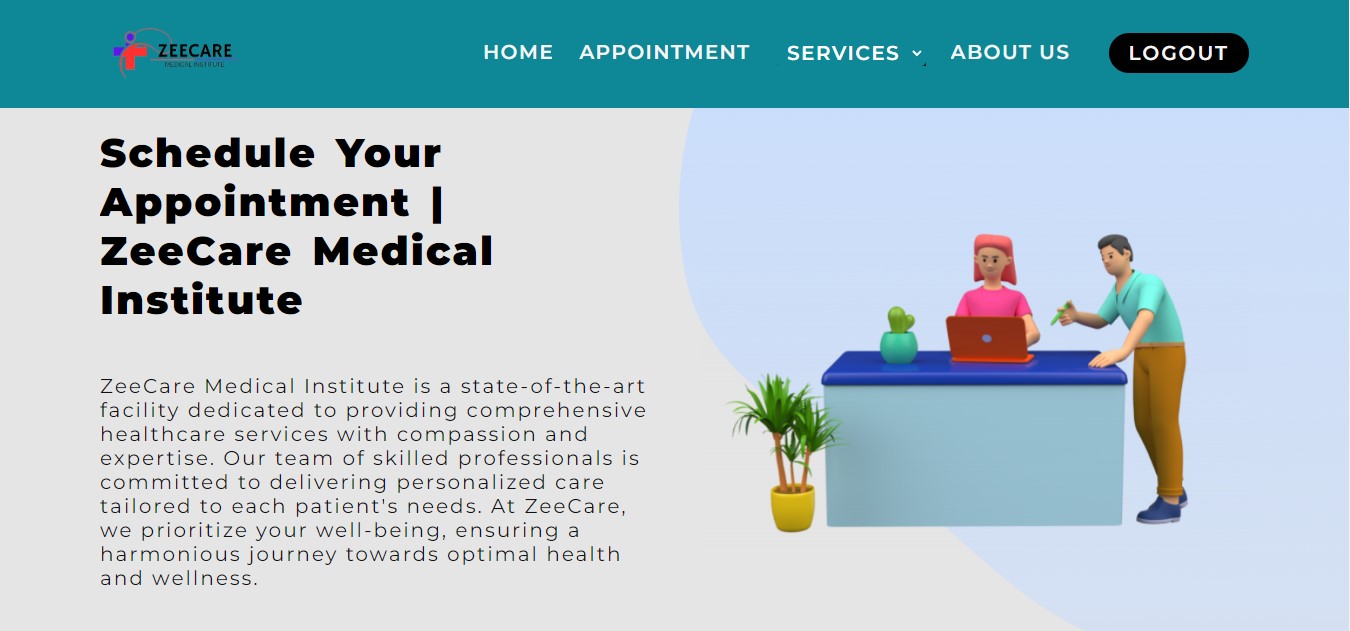 ZEECARE
MEDICAL INSTITUTE
HOME APPOINTMENT SERVICES ABOUT US LOGOUT
Schedule Your
Appointment |
ZeeCare Medical
Institute
ZeeCare Medical Institute is a state-of-the-art
facility dedicated to providing comprehensive
healthcare services with compassion and
expertise. Our team of skilled professionals is
committed to delivering personalized care
tailored to each patient's needs. At ZeeCare,
we prioritize your well-being, ensuring a
harmonious journey towards optimal health
and wellness.